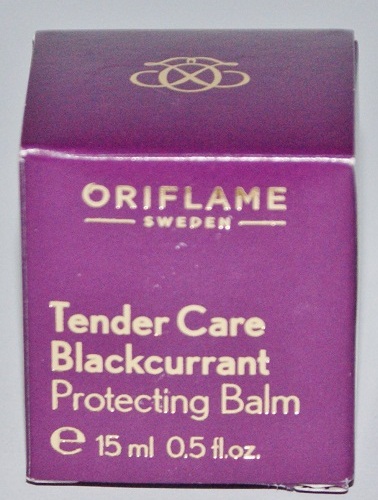 ORIFLAME
SWEDEN
Tender Care
Blackcurrant
Protecting Balm
℮ 15 ml 0.5 fl.oz.